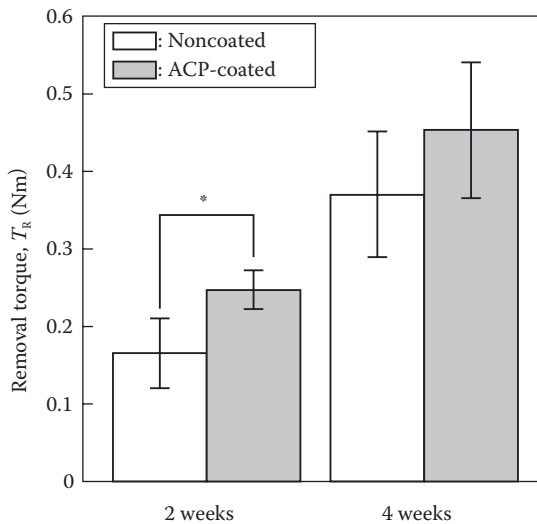 0.6
: Noncoated
: ACP-coated
0.5
0.4
0.3
*
0.2
0.1
0
Removal torque, T_R (Nm)
2 weeks 4 weeks